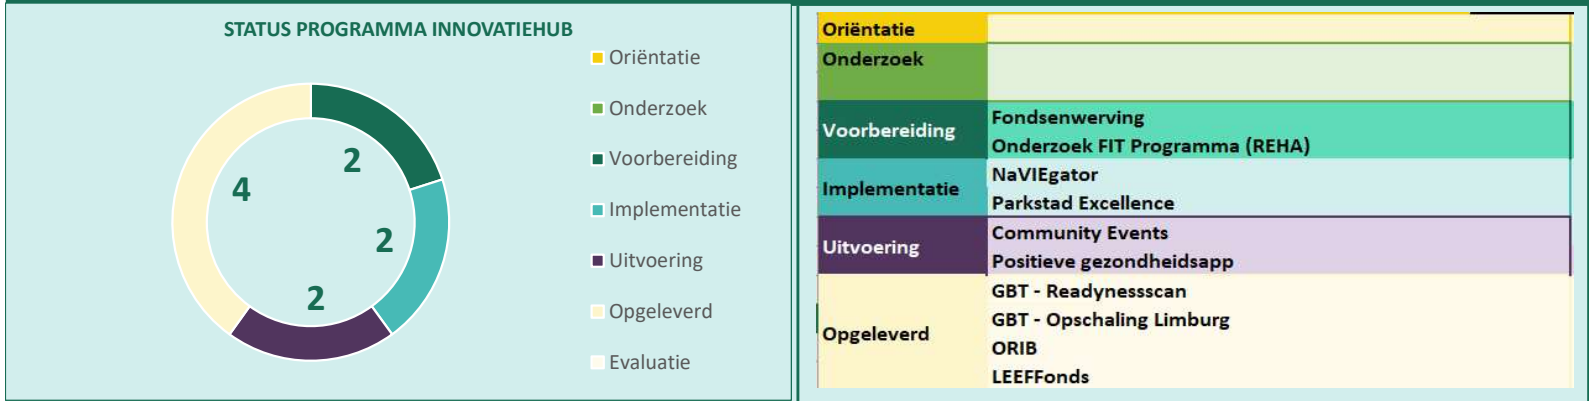 STATUS PROGRAMMA INNOVATIEHUB
2
4
2
2
Oriëntatie
Onderzoek
Voorbereiding
Implementatie
Uitvoering
Opgeleverd
Evaluatie
Oriëntatie
Onderzoek
Voorbereiding
Fondsenwerving
Onderzoek FIT Programma (REHA)
Implementatie
NaVIEgator
Parkstad Excellence
Uitvoering
Community Events
Positieve gezondheidsapp
Opgeleverd
GBT - Readynessscan
GBT - Opschaling Limburg
ORIB
LEEFFonds